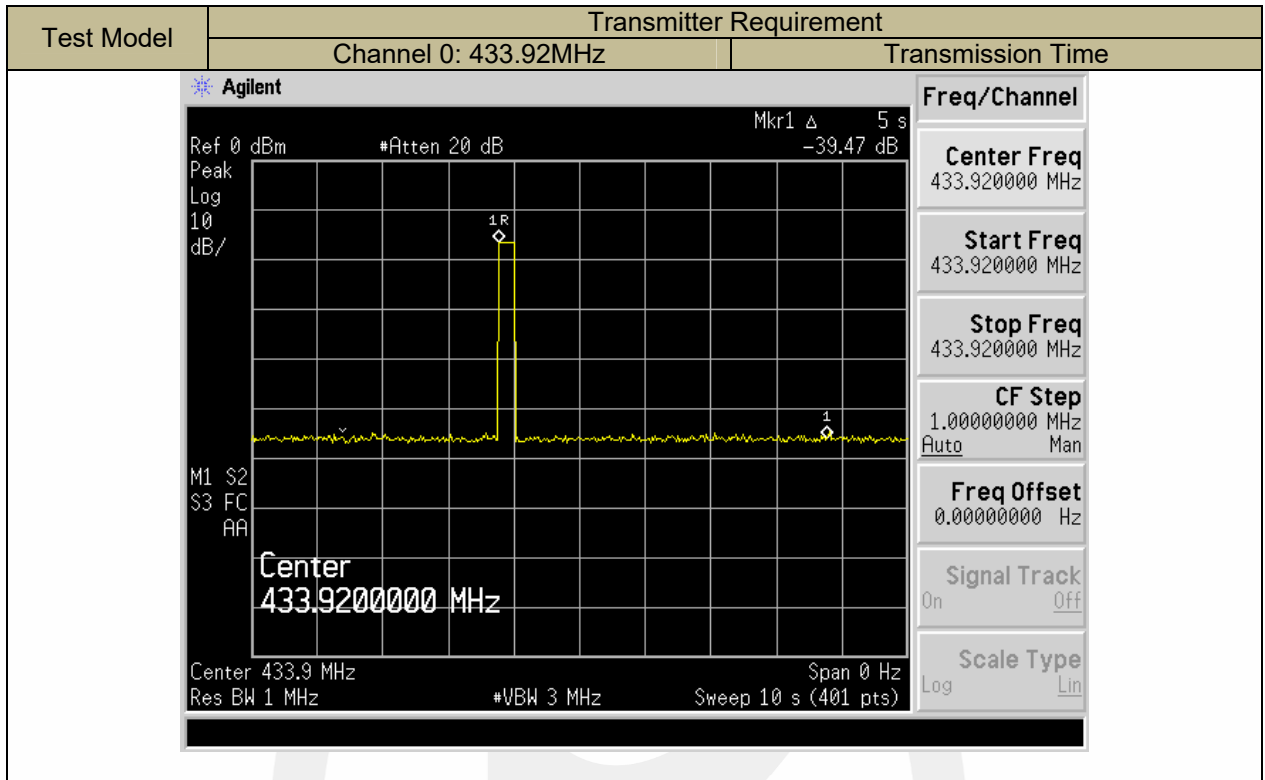 Test Model
Transmitter Requirement
Channel 0: 433.92MHz
Transmission Time
Agilent
Mkr1 Δ 5 s
Ref 0 dBm #Atten 20 dB -39.47 dB
Peak
Log
10
dB/
1R
1
M1 S2
S3 FC
AA
Center
433.9200000 MHz
Center 433.9 MHz Span 0 Hz
Res BW 1 MHz #VBW 3 MHz Sweep 10 s (401 pts)
Freq/Channel
Center Freq
433.920000 MHz
Start Freq
433.920000 MHz
Stop Freq
433.920000 MHz
CF Step
1.00000000 MHz
Auto Man
Freq Offset
0.00000000 Hz
Signal Track
On Off
Scale Type
Log Lin